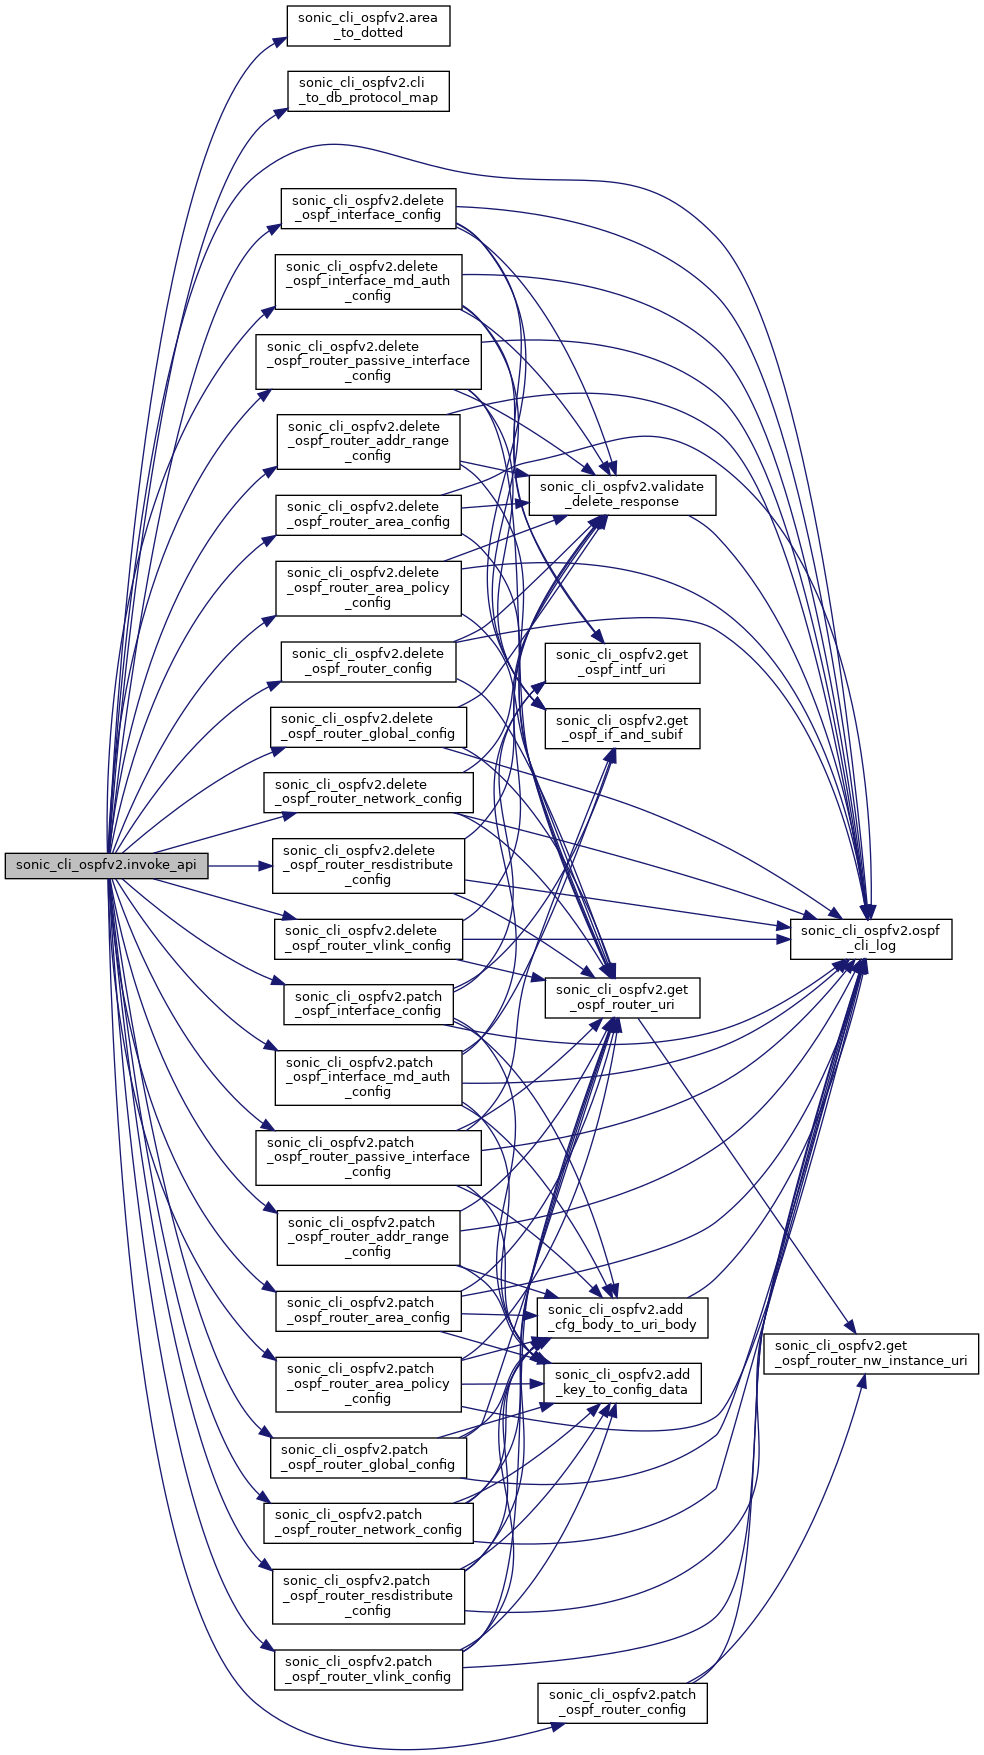 sonic_cli_ospfv2.area
_to_dotted
sonic_cli_ospfv2.cli
_to_db_protocol_map
sonic_cli_ospfv2.delete
_ospf_interface_config
sonic_cli_ospfv2.delete
_ospf_interface_md_auth
_config
sonic_cli_ospfv2.delete
_ospf_router_passive_interface
_config
sonic_cli_ospfv2.delete
_ospf_router_addr_range
_config
sonic_cli_ospfv2.validate
_delete_response
sonic_cli_ospfv2.delete
_ospf_router_area_config
sonic_cli_ospfv2.delete
_ospf_router_area_policy
_config
sonic_cli_ospfv2.delete
_ospf_router_config
sonic_cli_ospfv2.get
_ospf_intf_uri
sonic_cli_ospfv2.delete
_ospf_router_global_config
sonic_cli_ospfv2.get
_ospf_if_and_subif
sonic_cli_ospfv2.delete
_ospf_router_network_config
sonic_cli_ospfv2.invoke_api
sonic_cli_ospfv2.delete
_ospf_router_resdistribute
_config
sonic_cli_ospfv2.delete
_ospf_router_vlink_config
sonic_cli_ospfv2.ospf
_cli_log
sonic_cli_ospfv2.patch
_ospf_interface_config
sonic_cli_ospfv2.get
_ospf_router_uri
sonic_cli_ospfv2.patch
_ospf_interface_md_auth
_config
sonic_cli_ospfv2.patch
_ospf_router_passive_interface
_config
sonic_cli_ospfv2.patch
_ospf_router_addr_range
_config
sonic_cli_ospfv2.patch
_ospf_router_area_config
sonic_cli_ospfv2.add
_cfg_body_to_uri_body
sonic_cli_ospfv2.get
_ospf_router_nw_instance_uri
sonic_cli_ospfv2.patch
_ospf_router_area_policy
_config
sonic_cli_ospfv2.add
_key_to_config_data
sonic_cli_ospfv2.patch
_ospf_router_global_config
sonic_cli_ospfv2.patch
_ospf_router_network_config
sonic_cli_ospfv2.patch
_ospf_router_resdistribute
_config
sonic_cli_ospfv2.patch
_ospf_router_vlink_config
sonic_cli_ospfv2.patch
_ospf_router_config